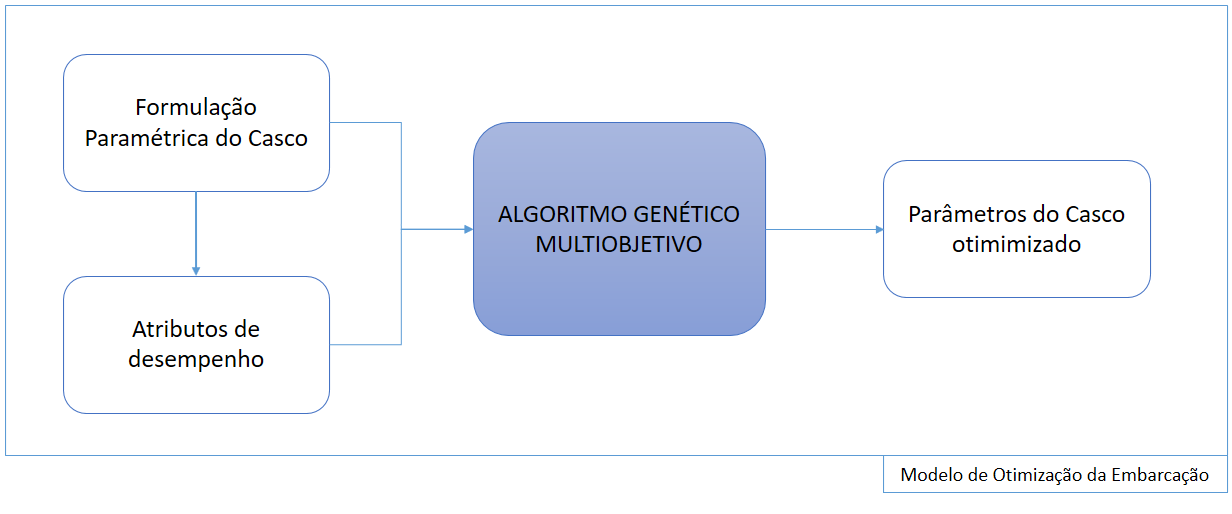 Formulação
Paramétrica do Casco
Atributos de
desempenho
ALGORITMO GENÉTICO
MULTIOBJETIVO
Parâmetros do Casco
otimimizado
Modelo de Otimização da Embarcação